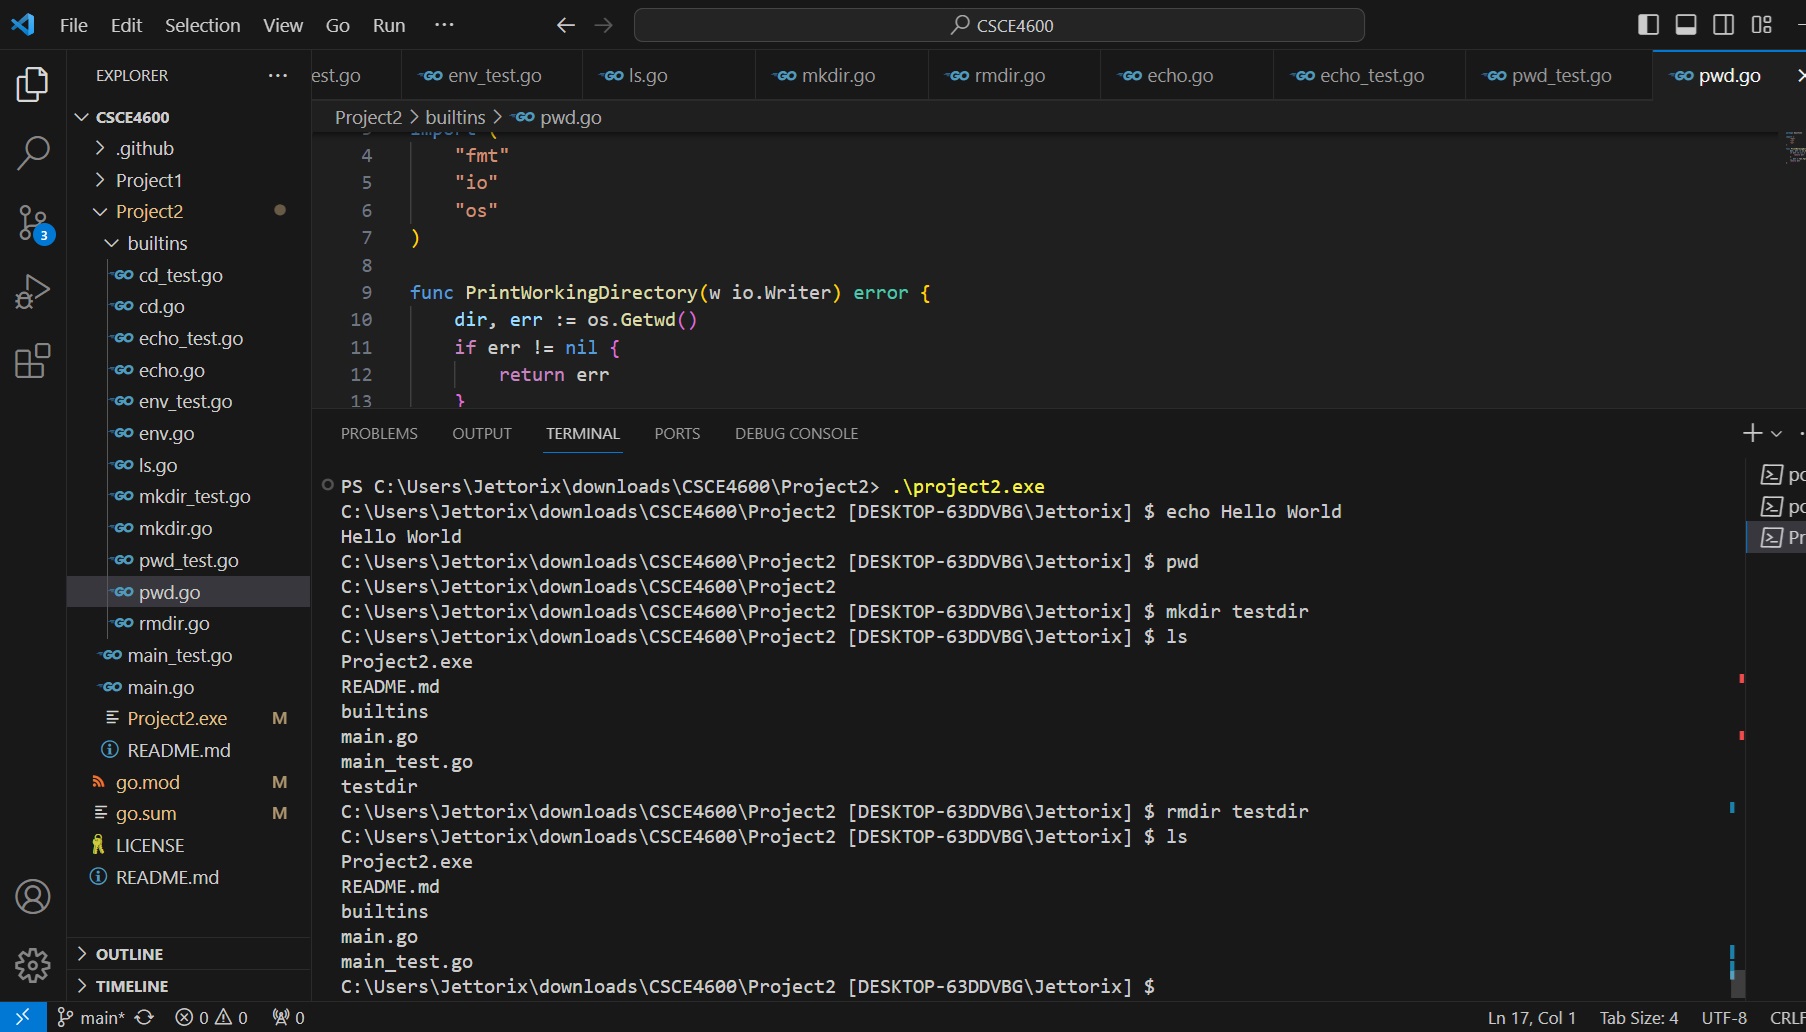 File Edit Selection View Go Run ··· CSCE4600
EXPLORER ···
est.go env_test.go ls.go mkdir.go rmdir.go echo.go echo_test.go pwd_test.go pwd.go
CSCE4600
.github
Project1
Project2
builtins
cd_test.go
cd.go
echo_test.go
echo.go
env_test.go
env.go
ls.go
mkdir_test.go
mkdir.go
pwd_test.go
pwd.go
rmdir.go
main_test.go
main.go
Project2.exe M
README.md
go.mod M
go.sum M
LICENSE
README.md
OUTLINE
TIMELINE
3
Project2 > builtins > pwd.go
import (
4 "fmt"
5 "io"
6 "os"
7 )
8
9 func PrintWorkingDirectory(w io.Writer) error {
10 dir, err := os.Getwd()
11 if err != nil {
12 return err
13 }
PROBLEMS OUTPUT TERMINAL PORTS DEBUG CONSOLE
PS C:\Users\Jettorix\downloads\CSCE4600\Project2> .\project2.exe
C:\Users\Jettorix\downloads\CSCE4600\Project2 [DESKTOP-63DDVBG\Jettorix] $ echo Hello World
Hello World
C:\Users\Jettorix\downloads\CSCE4600\Project2 [DESKTOP-63DDVBG\Jettorix] $ pwd
C:\Users\Jettorix\downloads\CSCE4600\Project2
C:\Users\Jettorix\downloads\CSCE4600\Project2 [DESKTOP-63DDVBG\Jettorix] $ mkdir testdir
C:\Users\Jettorix\downloads\CSCE4600\Project2 [DESKTOP-63DDVBG\Jettorix] $ ls
Project2.exe
README.md
builtins
main.go
main_test.go
testdir
C:\Users\Jettorix\downloads\CSCE4600\Project2 [DESKTOP-63DDVBG\Jettorix] $ rmdir testdir
C:\Users\Jettorix\downloads\CSCE4600\Project2 [DESKTOP-63DDVBG\Jettorix] $ ls
Project2.exe
README.md
builtins
main.go
main_test.go
C:\Users\Jettorix\downloads\CSCE4600\Project2 [DESKTOP-63DDVBG\Jettorix] $
po
po
Pr
main* 0 0 0 Ln 17, Col 1 Tab Size: 4 UTF-8 CRLF